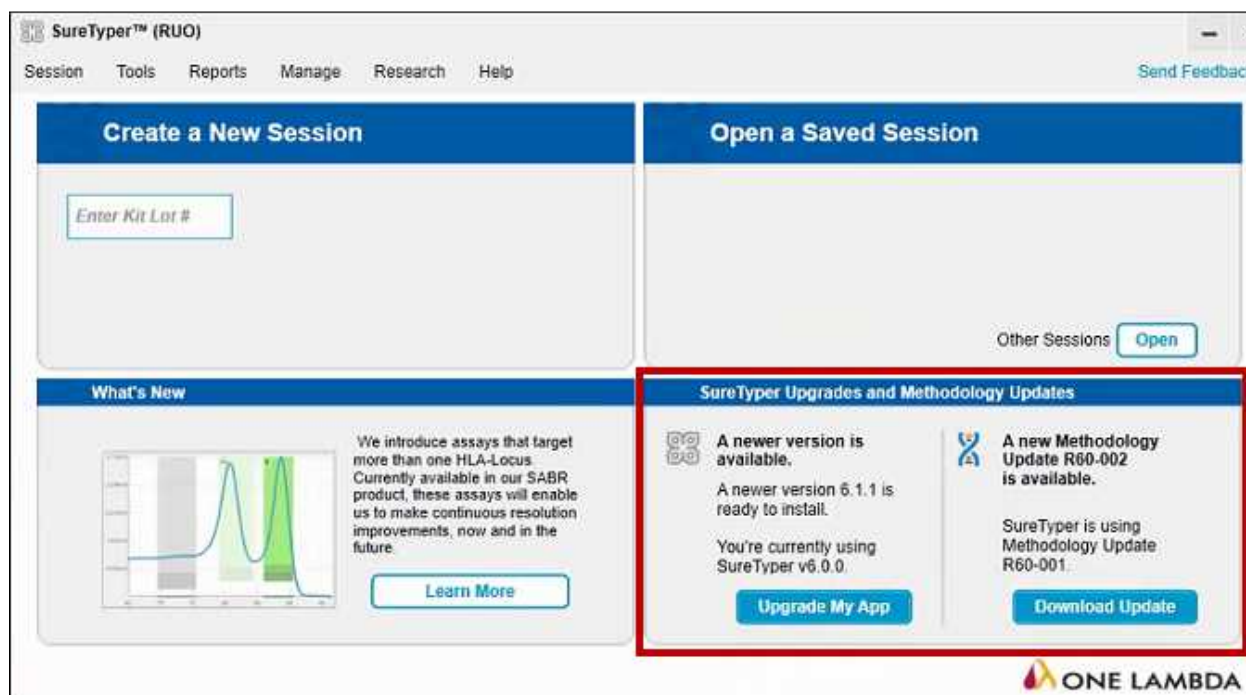 SureTyper™ (RUO)
Session Tools Reports Manage Research Help
Send Feedbac
Create a New Session
Enter Kit Lot #
Open a Saved Session
Other Sessions Open
What's New
We introduce assays that target
more than one HLA-Locus.
Currently available in our SABR
product, these assays will enable
us to make continuous resolution
improvements, now and in the
future.
Learn More
SureTyper Upgrades and Methodology Updates
A newer version is
available.
A newer version 6.1.1 is
ready to install.
You're currently using
SureTyper v6.0.0.
Upgrade My App
A new Methodology
Update R60-002
is available.
SureTyper is using
Methodology Update
R60-001.
Download Update
ONE LAMBDA